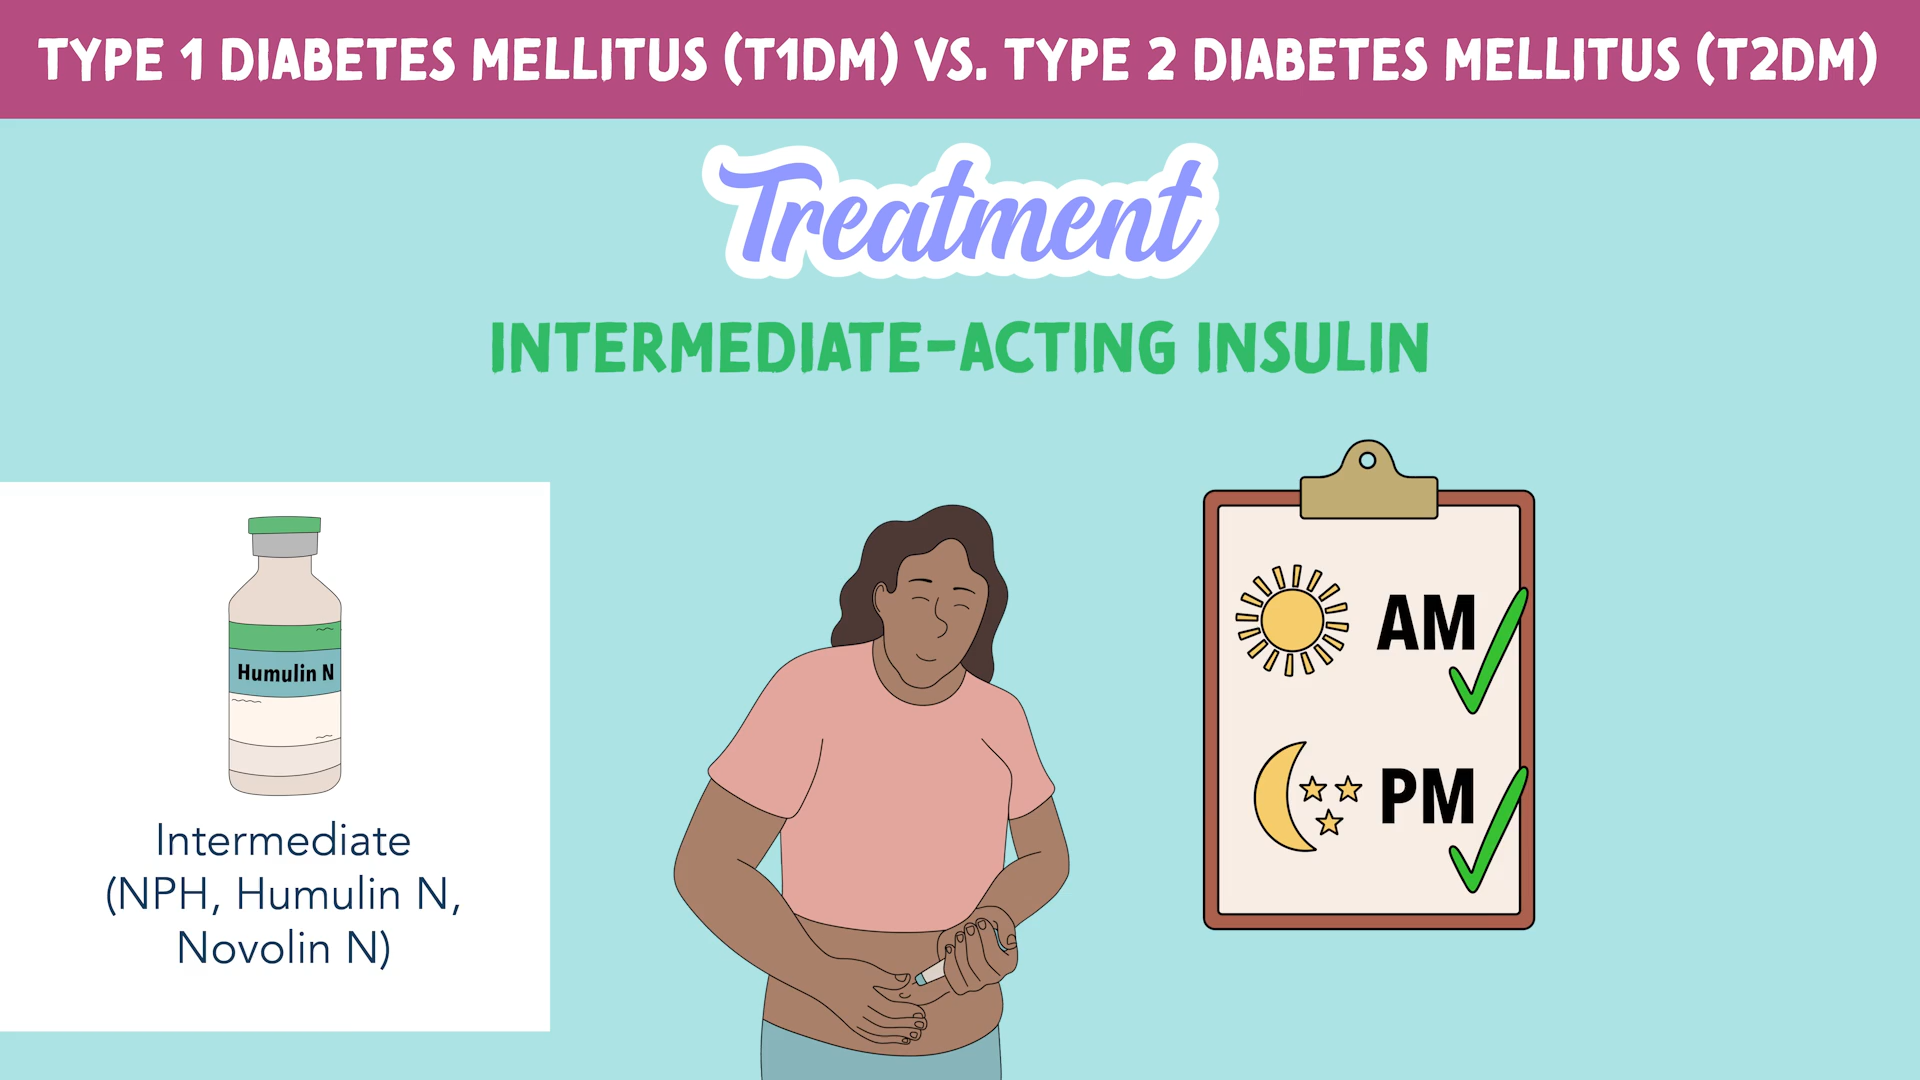 TYPE 1 DIABETES MELLITUS (T1DM) VS. TYPE 2 DIABETES MELLITUS (T2DM)
Treatment
INTERMEDIATE-ACTING INSULIN
Humulin N
Intermediate
(NPH, Humulin N,
Novolin N)
AM
PM